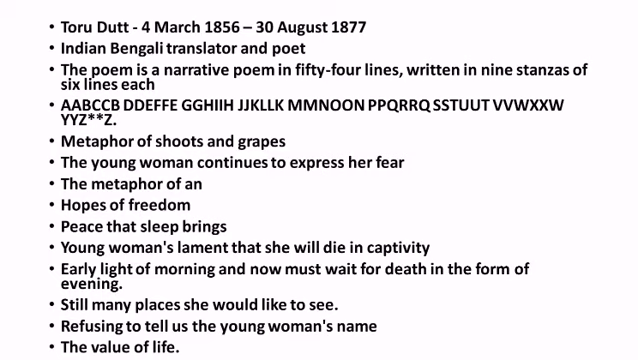 • Toru Dutt - 4 March 1856 – 30 August 1877
• Indian Bengali translator and poet
• The poem is a narrative poem in fifty-four lines, written in nine stanzas of
six lines each
• AABCCB DDEFFE GGHIIH JJKLLK MMNOON PPQRRQ SSTUUT VVWXXW
YYZ**Z.
• Metaphor of shoots and grapes
• The young woman continues to express her fear
• The metaphor of an
• Hopes of freedom
• Peace that sleep brings
• Young woman's lament that she will die in captivity
• Early light of morning and now must wait for death in the form of
evening.
• Still many places she would like to see.
• Refusing to tell us the young woman's name
• The value of life.